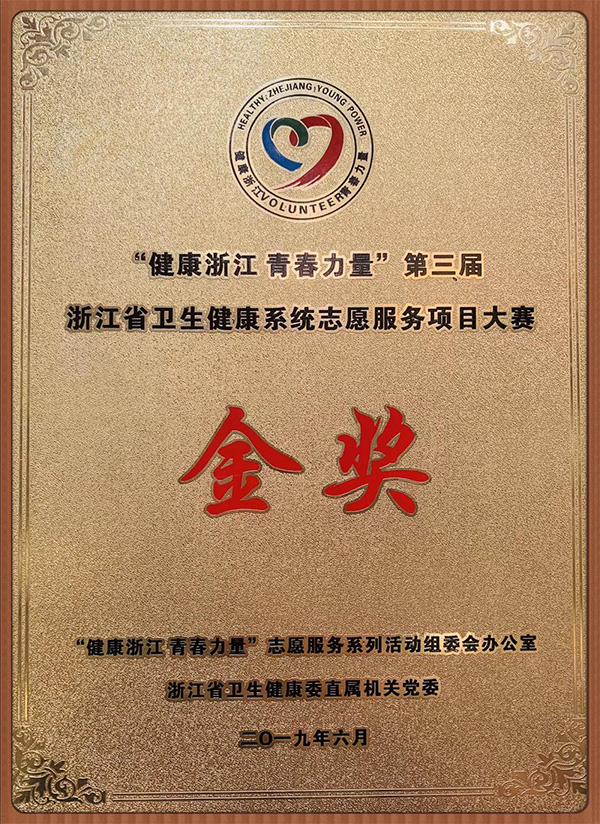 HEALTHY ZHEJIANG YOUNG POWER
健康浙江VOLUNTEER青春力量
“健康浙江 青春力量”第三届
浙江省卫生健康系统志愿服务项目大赛
金奖
“健康浙江 青春力量”志愿服务系列活动组委会办公室
浙江省卫生健康委直属机关党委
二〇一九年六月